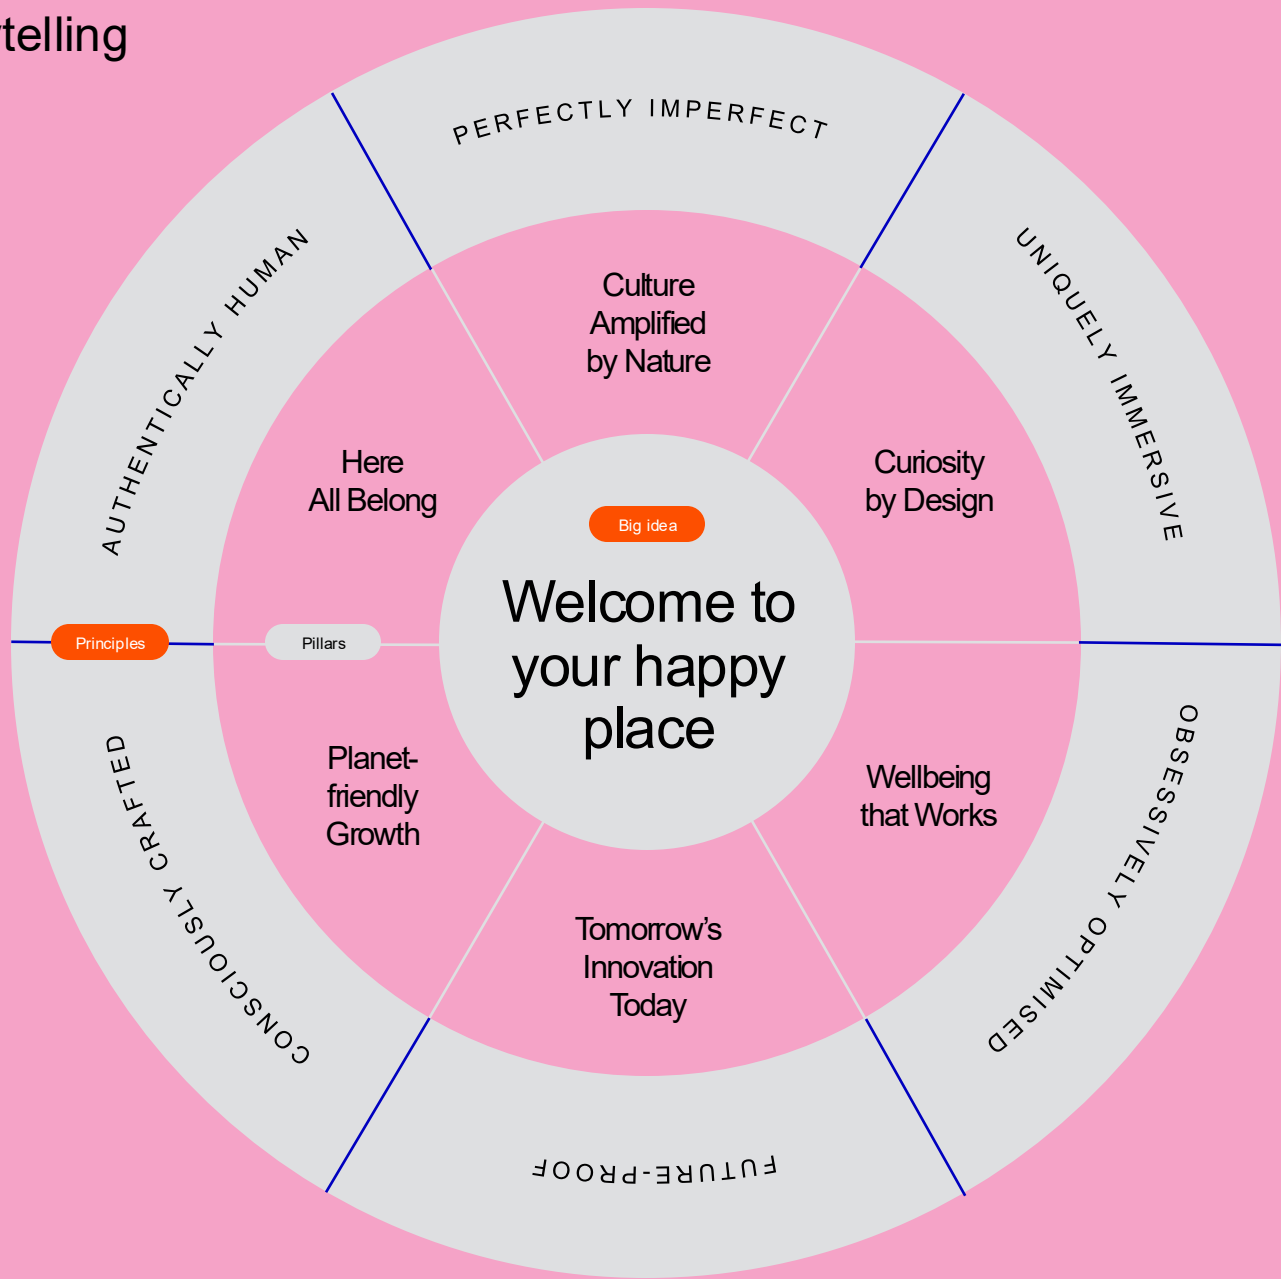 ytelling
PERFECTLY IMPERFECT
UNIQUELY IMMERSIVE
OBSESSIVELY OPTIMISED
FUTURE-PROOF
CONSCIOUSLY CRAFTED
AUTHENTICALLY HUMAN
Culture
Amplified
by Nature
Curiosity
by Design
Wellbeing
that Works
Tomorrow's
Innovation
Today
Planet-
friendly
Growth
Here
All Belong
Principles
Pillars
Big idea
Welcome to
your happy
place